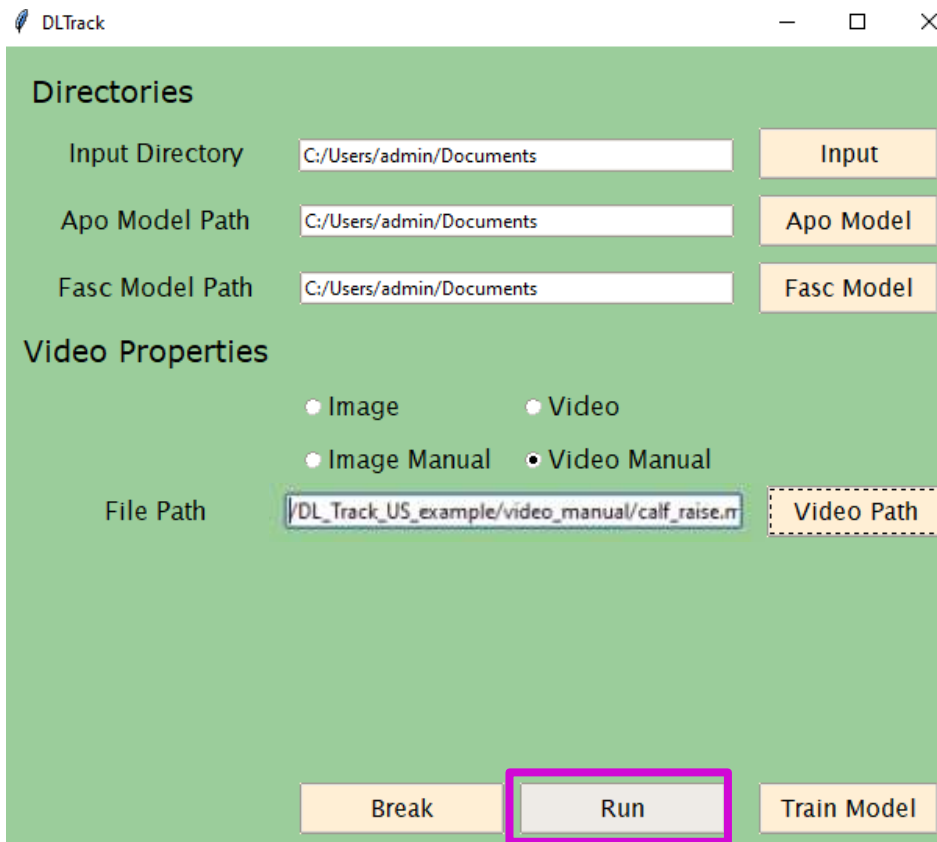 DLTrack
Directories
Input Directory C:/Users/admin/Documents Input
Apo Model Path C:/Users/admin/Documents Apo Model
Fasc Model Path C:/Users/admin/Documents Fasc Model
Video Properties
Image Video
Image Manual Video Manual
File Path /DL_Track_US_example/video_manual/calf_raise.m Video Path
Break Run Train Model